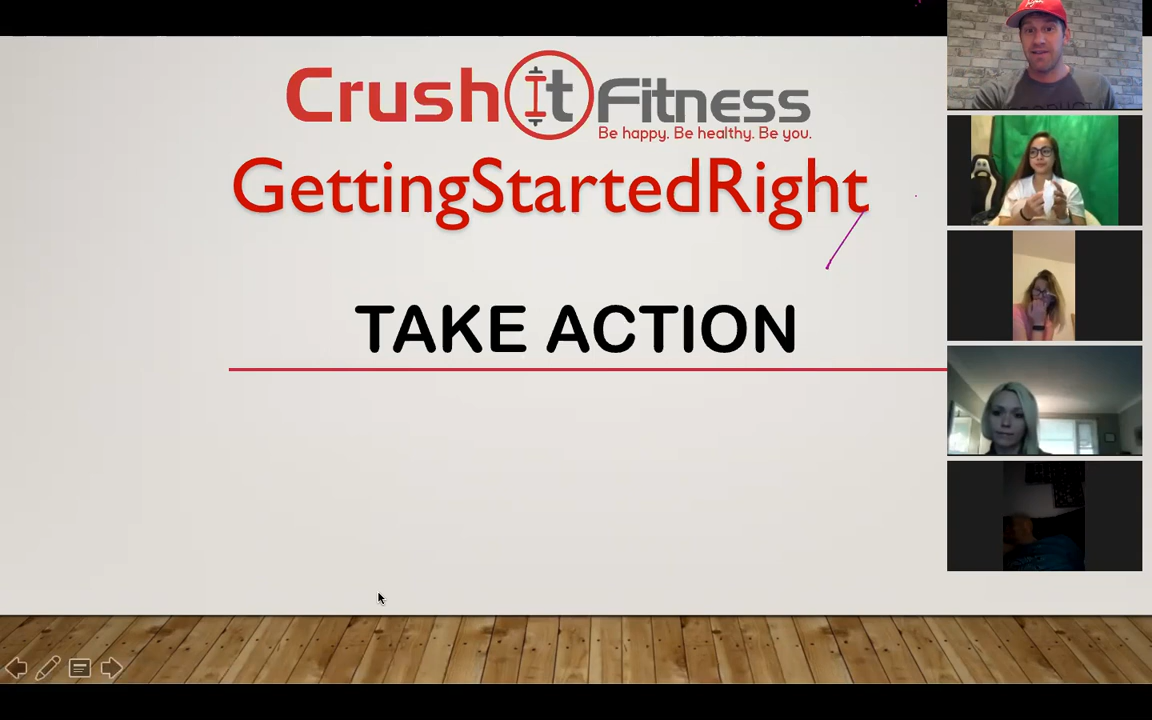 Crush It Fitness
Be happy. Be healthy. Be you.
GettingStartedRight
TAKE ACTION